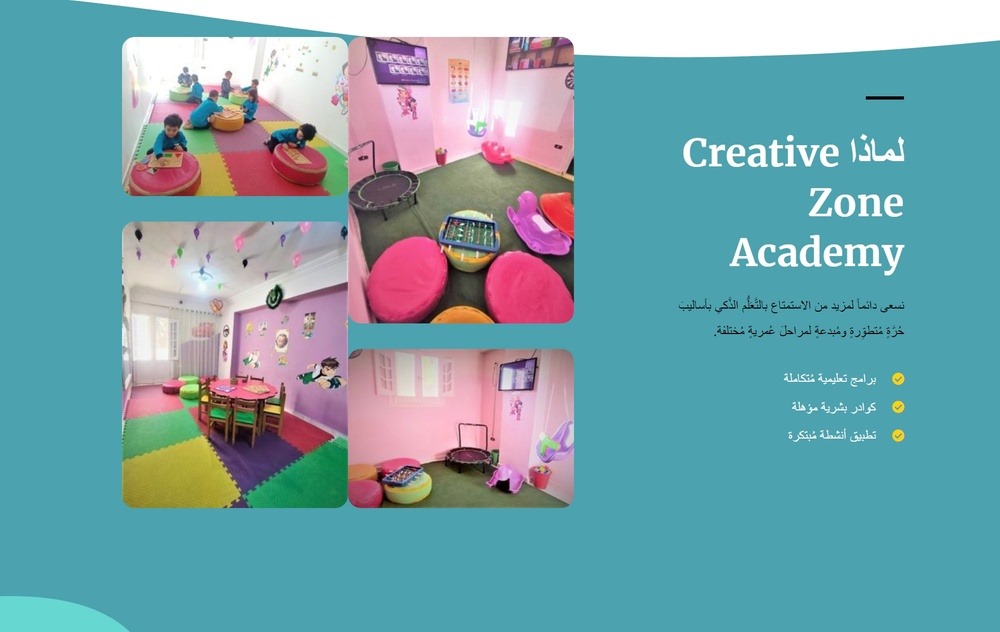 لماذا Creative
Zone
Academy
نسعى دائماً لمزيد من الاستمتاع بالتَّعلُّم الذَّكي بأساليبَ
حُرَّةٍ مُتطوّرةٍ ومُبدعةٍ لمراحلَ عُمريةٍ مُختلفة.
برامج تعليمية مُتكاملة
كوادر بشرية مؤهلة
تطبيق أنشطة مُبتكرة